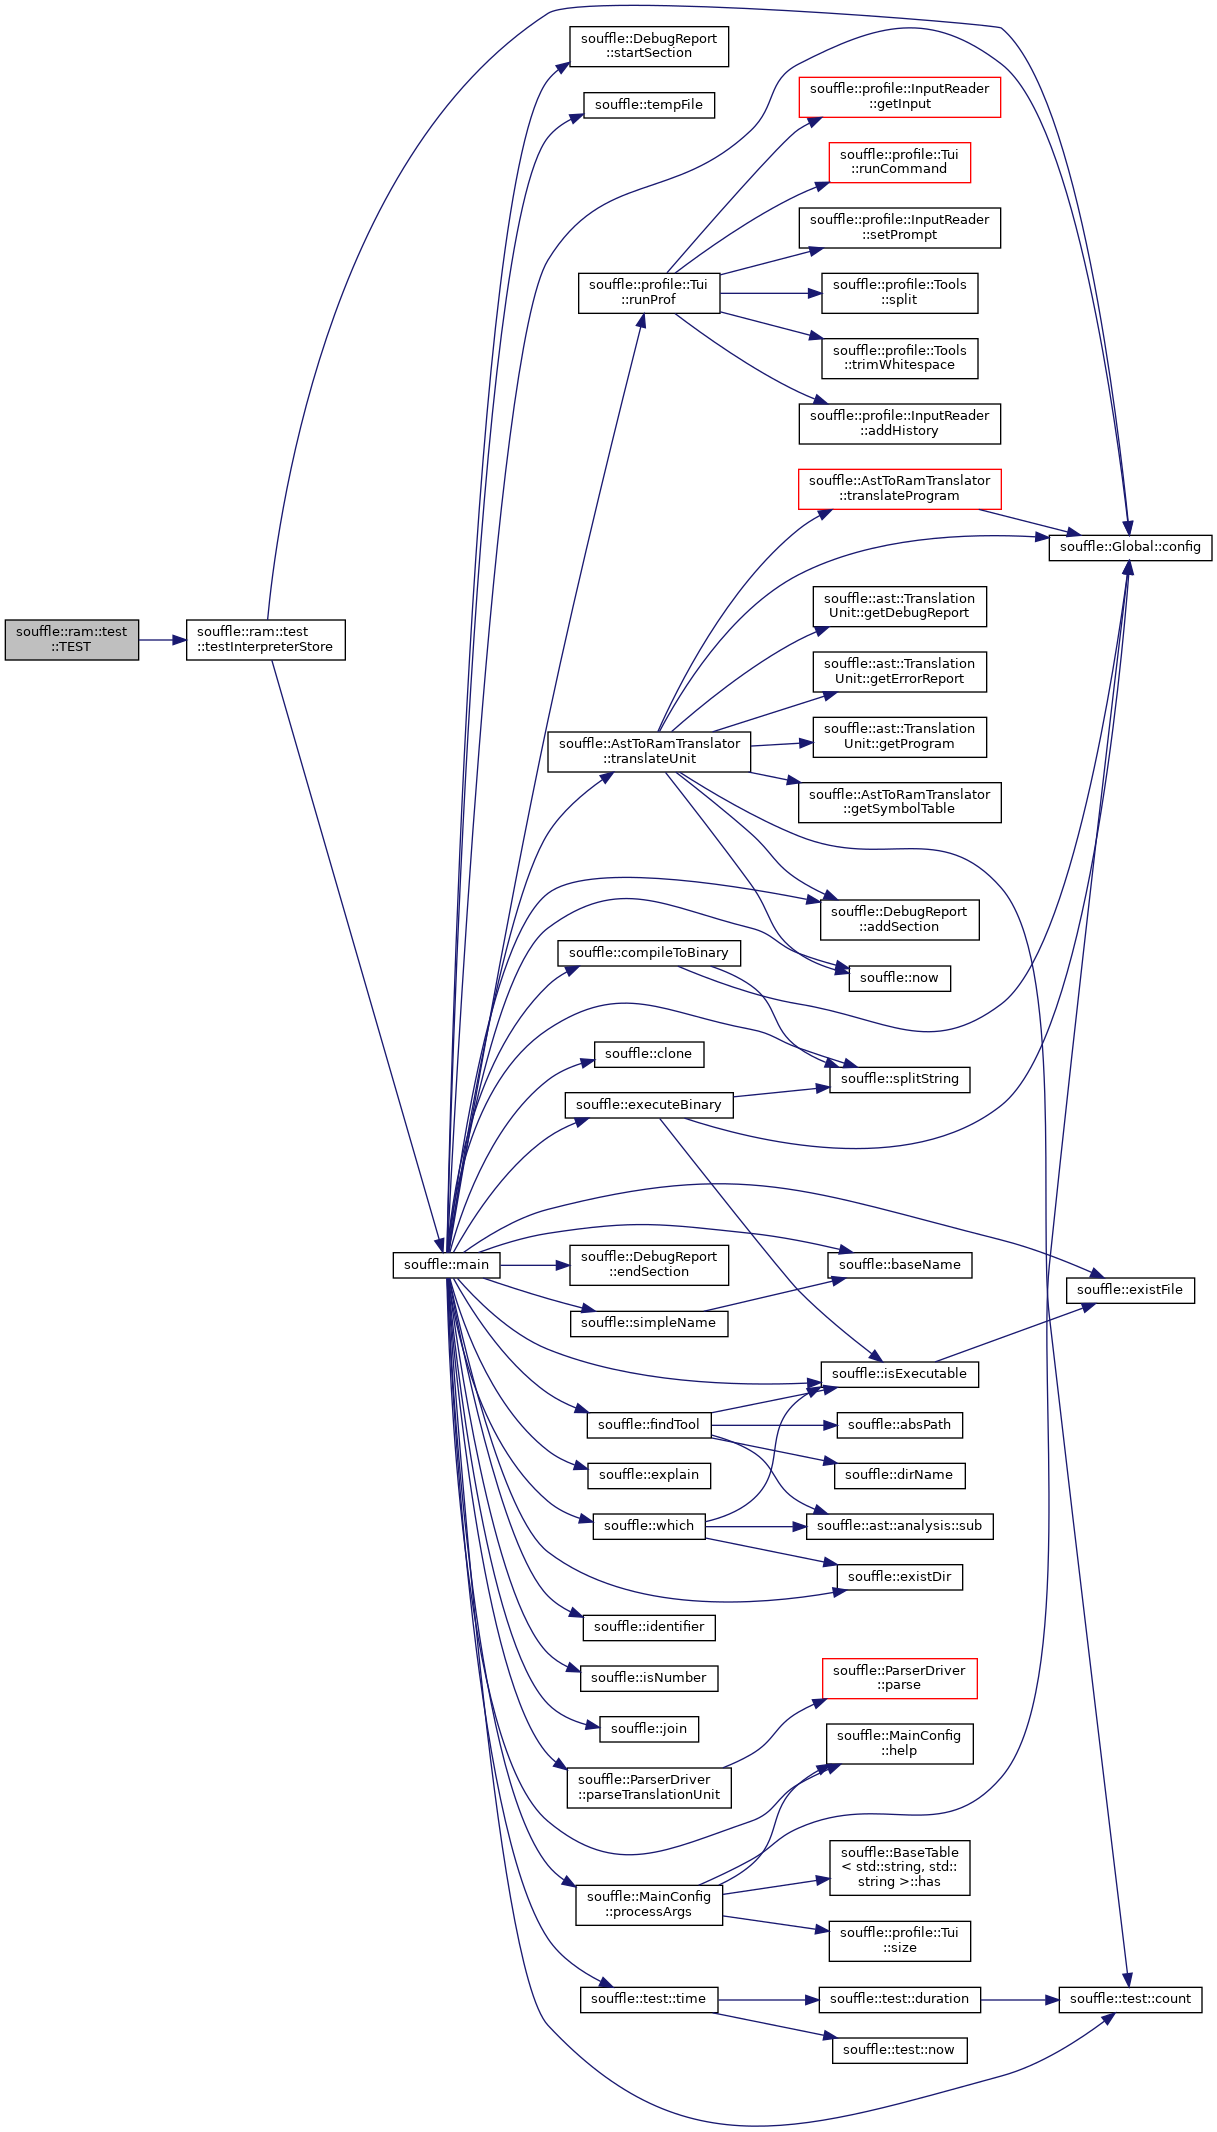 souffle::ram::test
::TEST
souffle::ram::test
::testInterpreterStore
souffle::main
souffle::DebugReport
::startSection
souffle::tempFile
souffle::profile::Tui
::runProf
souffle::AstToRamTranslator
::translateUnit
souffle::compileToBinary
souffle::clone
souffle::executeBinary
souffle::DebugReport
::endSection
souffle::simpleName
souffle::findTool
souffle::explain
souffle::which
souffle::identifier
souffle::isNumber
souffle::join
souffle::ParserDriver
::parseTranslationUnit
souffle::MainConfig
::processArgs
souffle::test::time
souffle::profile::InputReader
::getInput
souffle::profile::Tui
::runCommand
souffle::profile::InputReader
::setPrompt
souffle::profile::Tools
::split
souffle::profile::Tools
::trimWhitespace
souffle::profile::InputReader
::addHistory
souffle::AstToRamTranslator
::translateProgram
souffle::ast::Translation
Unit::getDebugReport
souffle::ast::Translation
Unit::getErrorReport
souffle::ast::Translation
Unit::getProgram
souffle::AstToRamTranslator
::getSymbolTable
souffle::DebugReport
::addSection
souffle::now
souffle::splitString
souffle::baseName
souffle::isExecutable
souffle::absPath
souffle::dirName
souffle::ast::analysis::sub
souffle::existDir
souffle::ParserDriver
::parse
souffle::MainConfig
::help
souffle::BaseTable
< std::string, std::
string >::has
souffle::profile::Tui
::size
souffle::test::duration
souffle::test::now
souffle::Global::config
souffle::existFile
souffle::test::count